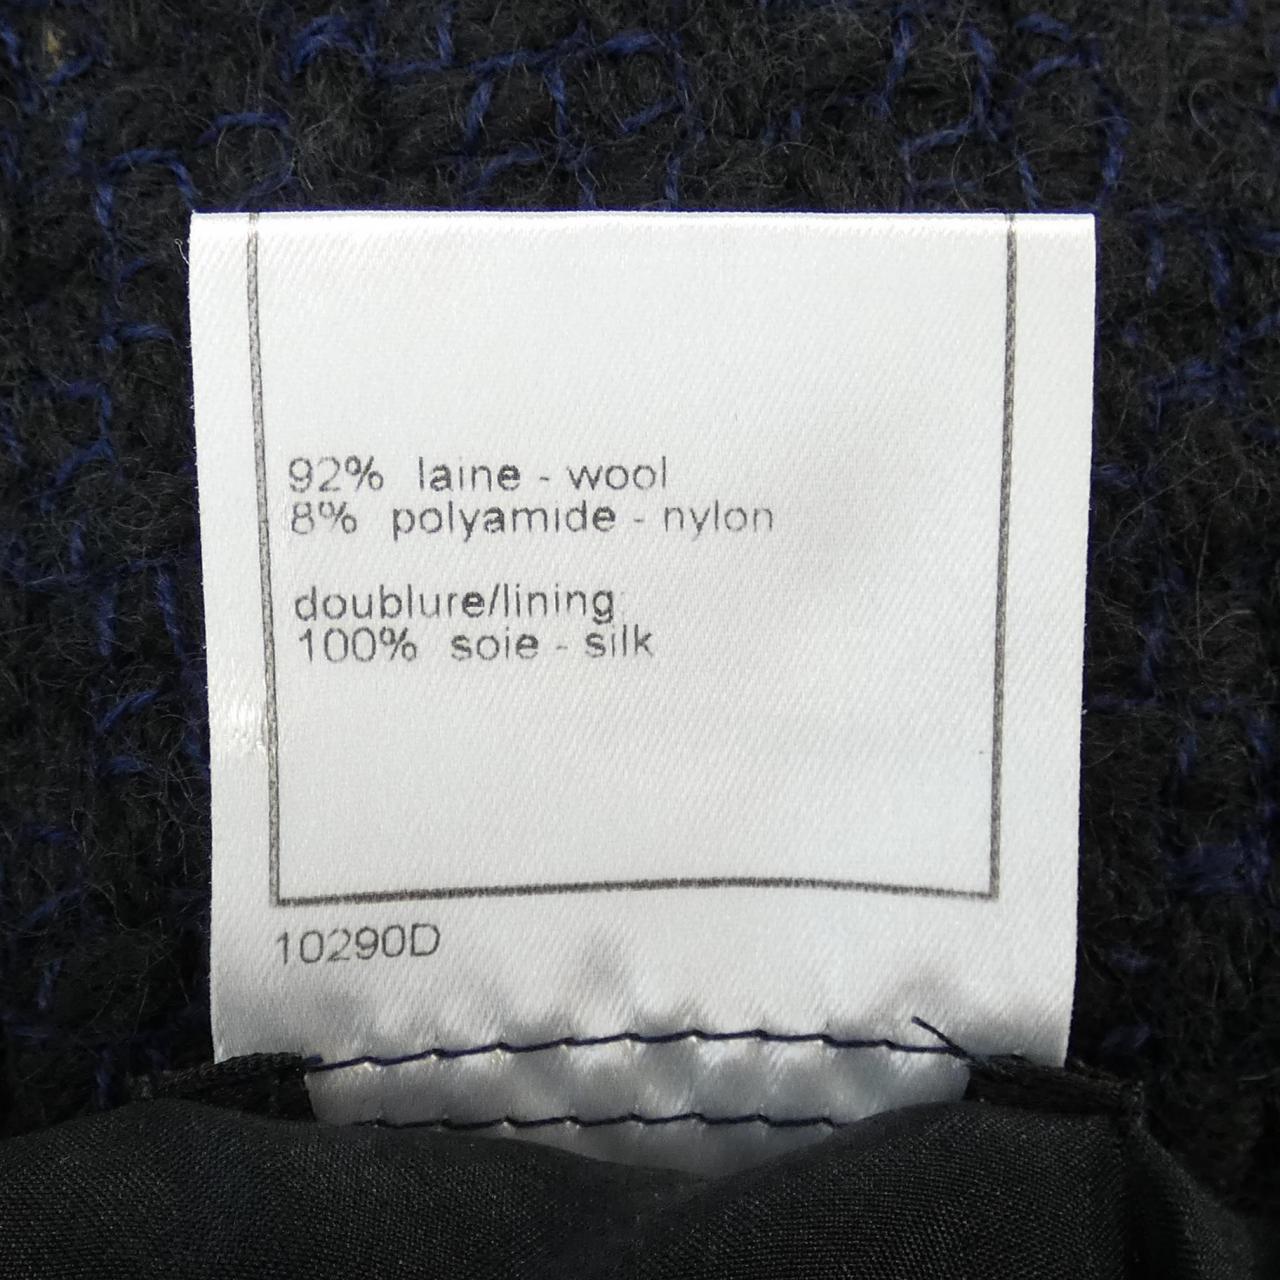 92% laine - wool
8% polyamide - nylon
doublure/lining
100% soie - silk
10290D